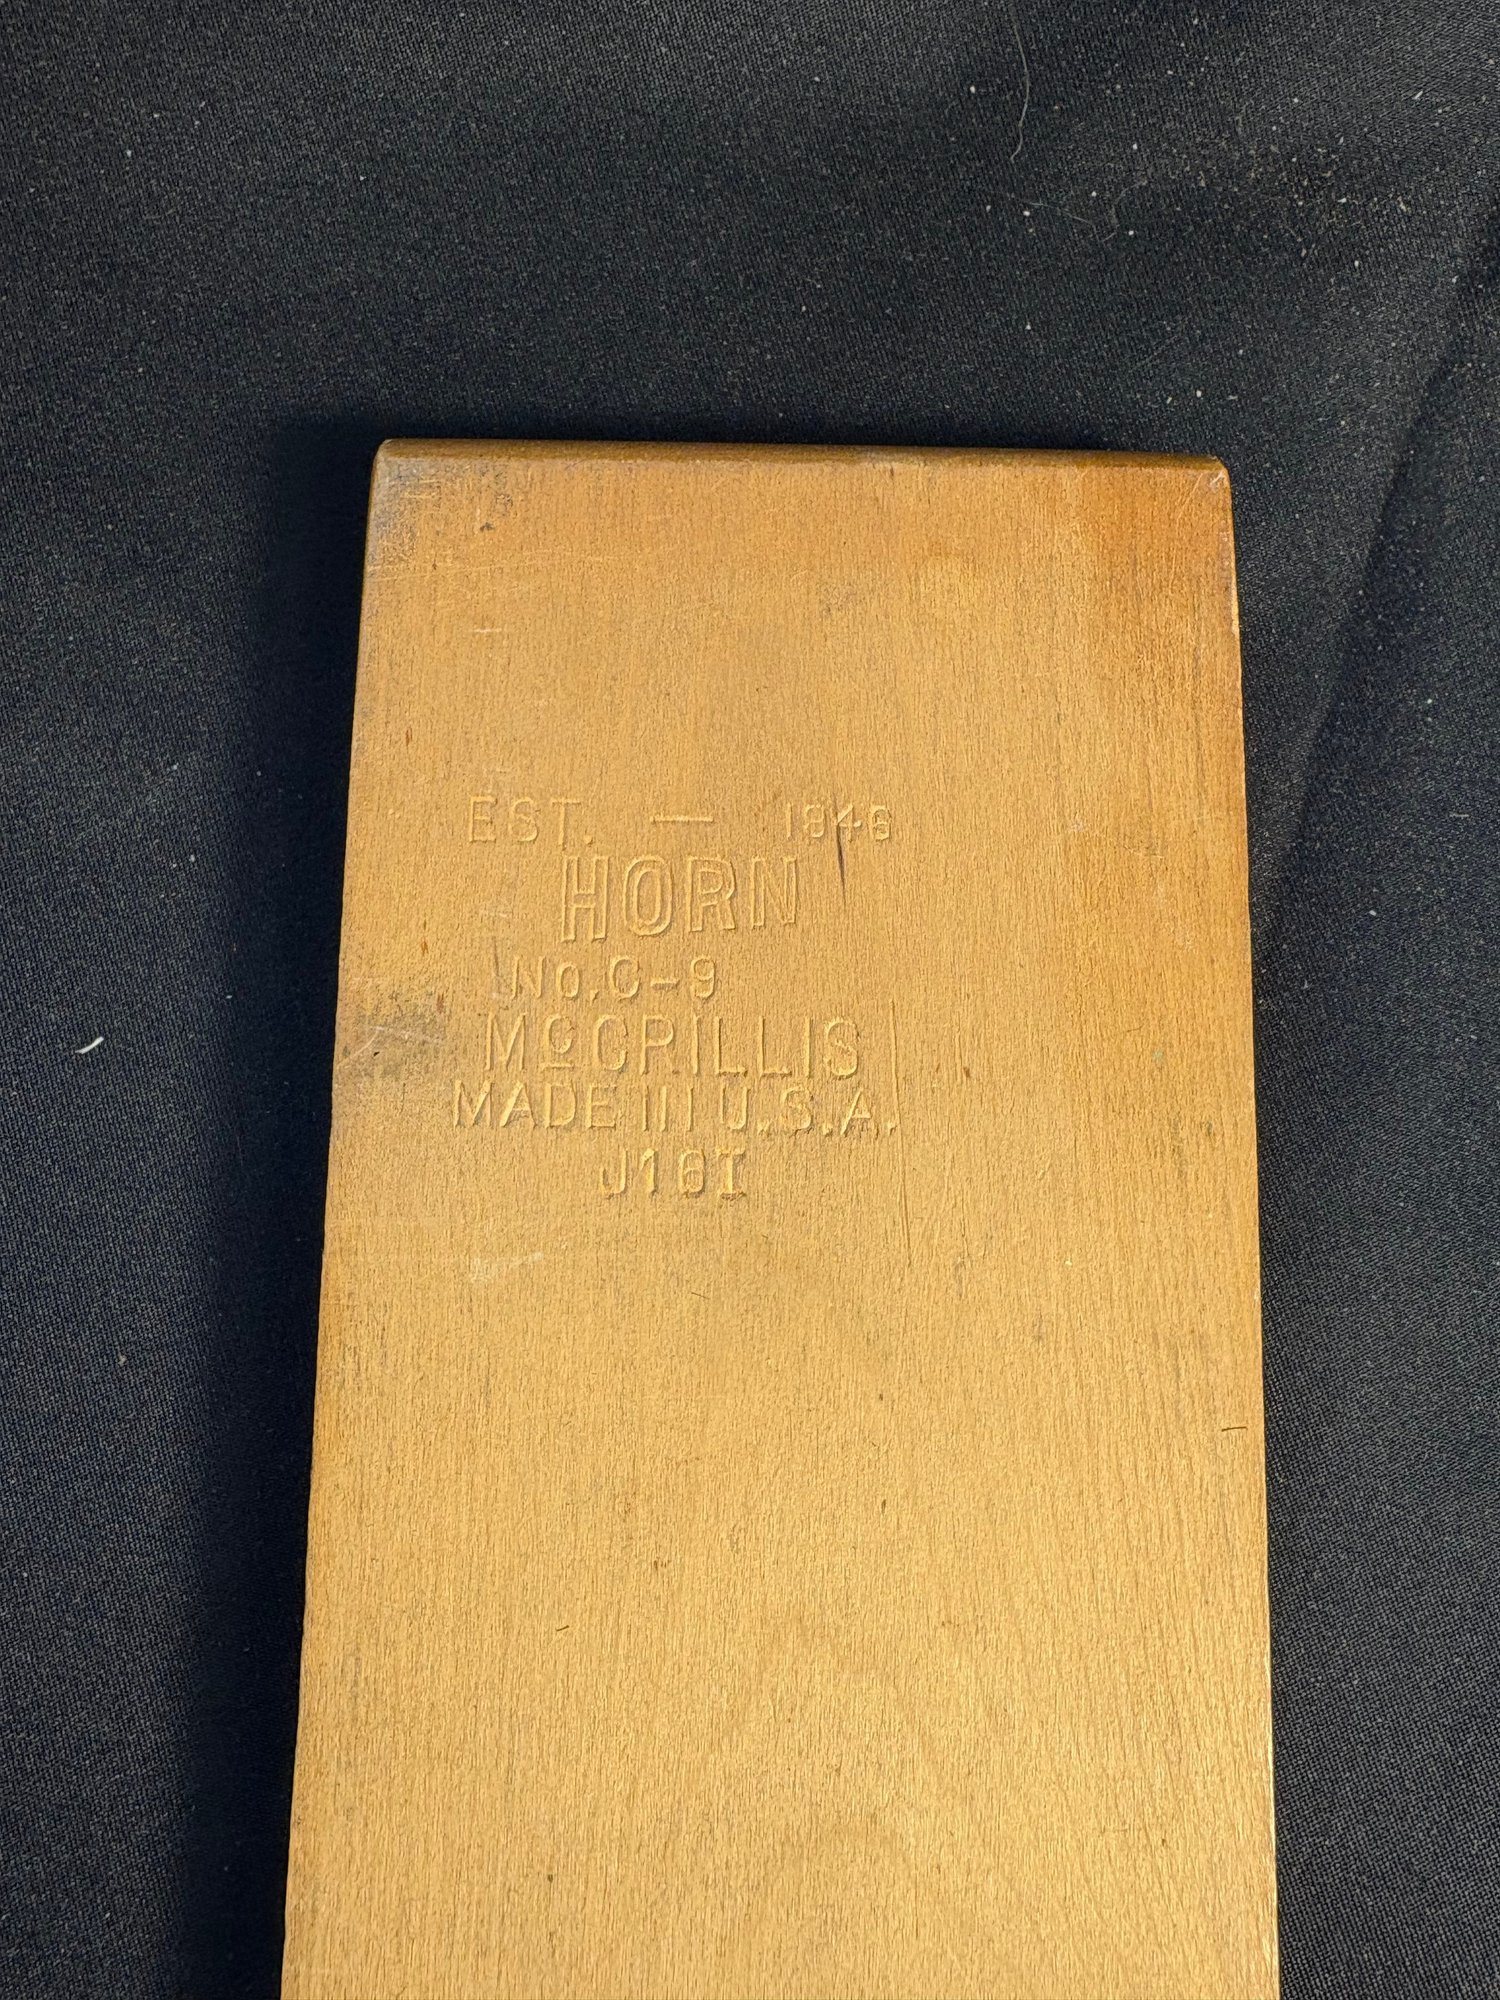 EST. — 1846
HORN
No. C-9
McCRILLIS
MADE IN U.S.A.
J16I